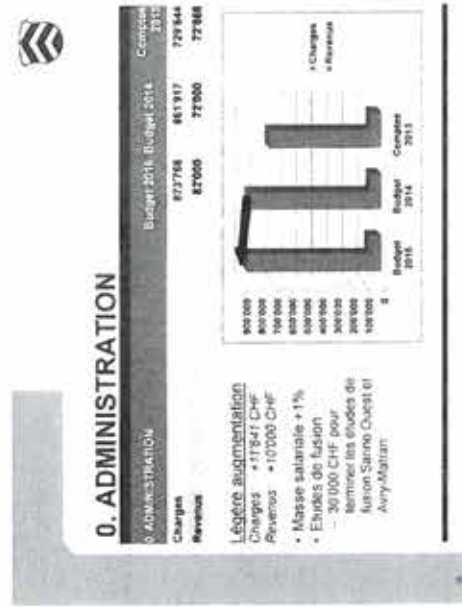 0. ADMINISTRATION
0. ADMINISTRATION Budget 2015 Budget 2014 Comptes 2013
Charges 873'758 861'917 729'644
Revenus 82'000 72'000
Légère augmentation
Charges +11'841 CHF
Revenus +10'000 CHF
• Masse salariale +1%
• Etudes de fusion
– 30'000 CHF pour
terminer les études de
fusion Sarine Ouest et
Avry-Matran
900'000
800'000
700'000
600'000
500'000
400'000
300'000
200'000
100'000
Budget
2015
Budget
2014
Comptes
2013
Charges
Revenus